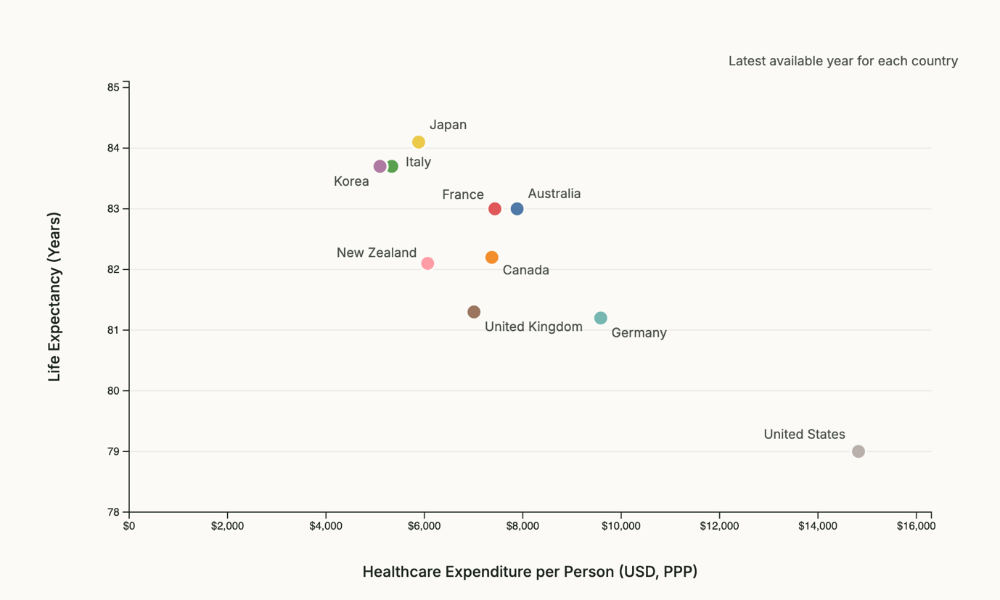 Latest available year for each country
85
84
83
82
81
80
79
78
Life Expectancy (Years)
Japan
Italy
Korea
France
Australia
New Zealand
Canada
United Kingdom
Germany
United States
$0
$2,000
$4,000
$6,000
$8,000
$10,000
$12,000
$14,000
$16,000
Healthcare Expenditure per Person (USD, PPP)